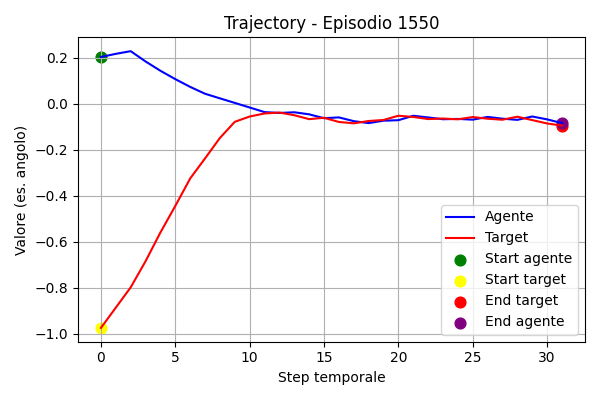 Trajectory - Episodio 1550
Valore (es. angolo)
0.2
0.0
−0.2
−0.4
−0.6
−0.8
−1.0
0 5 10 15 20 25 30
Step temporale
Agente
Target
Start agente
Start target
End target
End agente